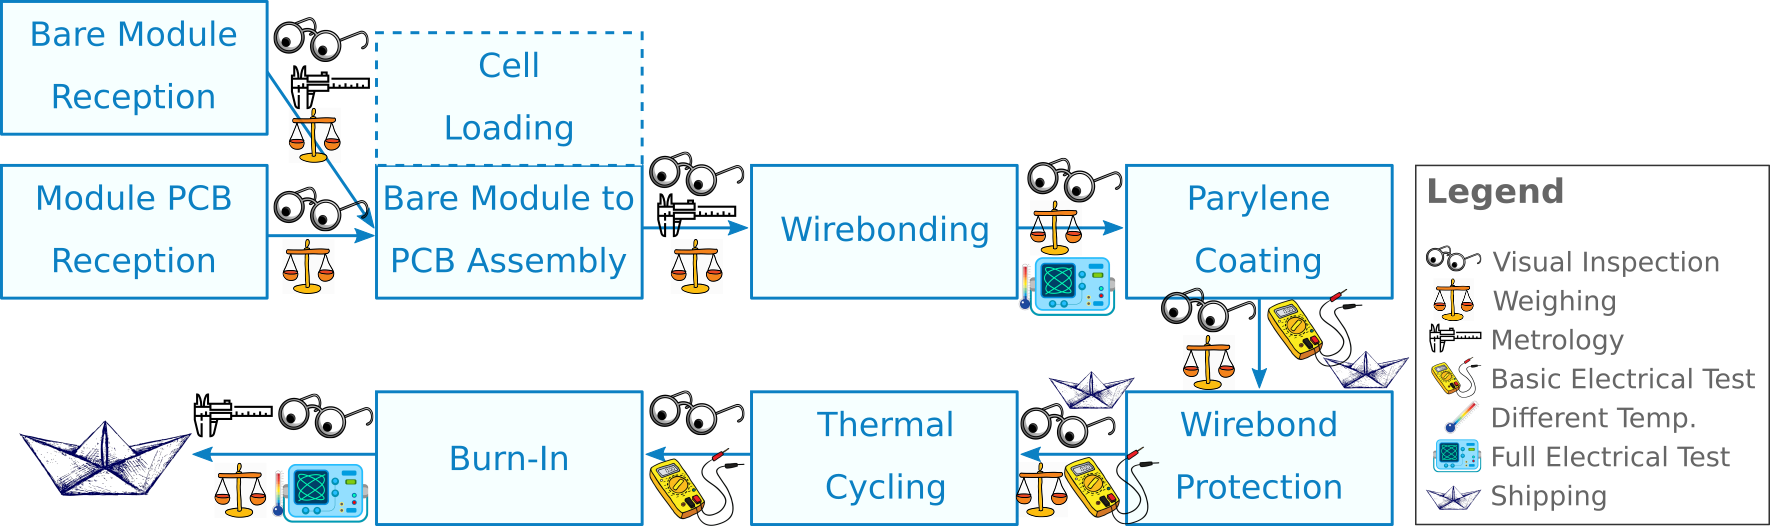 Bare Module
Reception
Cell
Loading
Module PCB
Reception
Bare Module to
PCB Assembly
Wirebonding
Parylene
Coating
Burn-In
Thermal
Cycling
Wirebond
Protection
Legend
Visual Inspection
Weighing
Metrology
Basic Electrical Test
Different Temp.
Full Electrical Test
Shipping